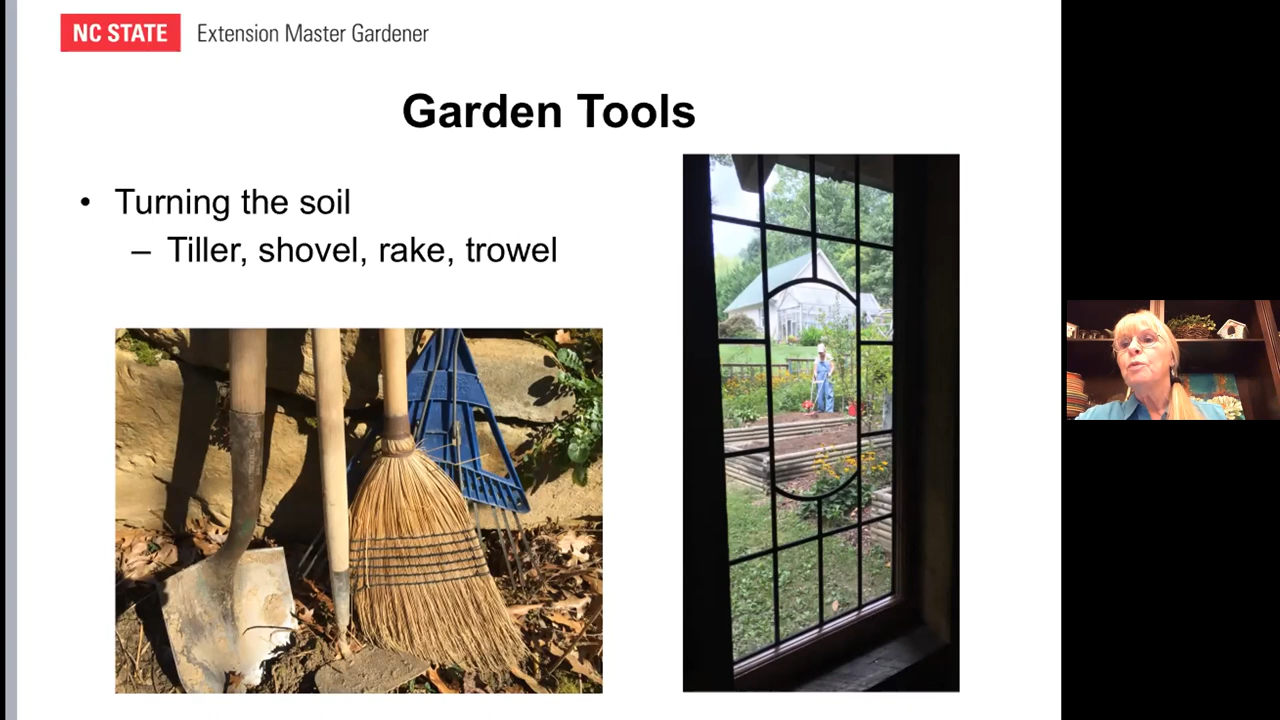 NC STATE Extension Master Gardener
Garden Tools
• Turning the soil
– Tiller, shovel, rake, trowel